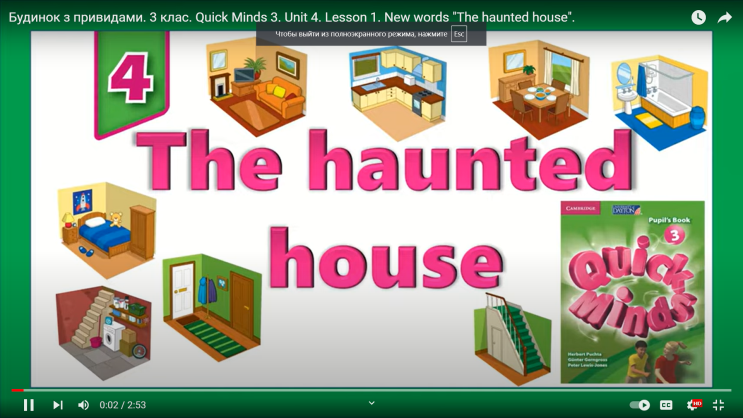 Будинок з привидами. 3 клас. Quick Minds 3. Unit 4. Lesson 1. New words "The haunted house".
Чтобы выйти из полноэкранного режима, нажмите Esc
4
The haunted
house
CAMBRIDGE
Pupil's Book
3
Quick
Minds
Herbert Puchta
Günter Gerngross
Peter Lewis-Jones
0:02 / 2:53
CC
HD